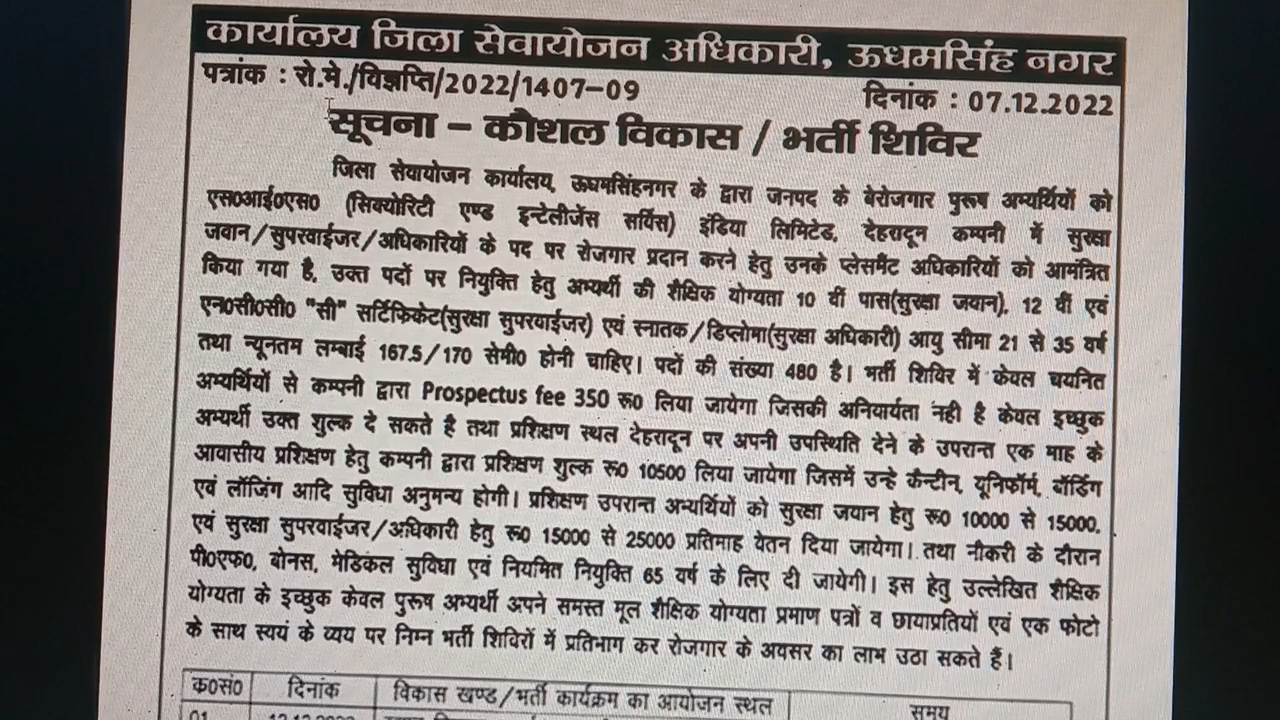 कार्यालय जिला सेवायोजन अधिकारी, ऊधमसिंह नगर
पत्रांक : रो.मे./विज्ञप्ति/2022/1407-09 दिनांक : 07.12.2022
सूचना – कौशल विकास / भर्ती शिविर
जिला सेवायोजन कार्यालय, ऊधमसिंहनगर के द्वारा जनपद के बेरोजगार पुरूष अभ्यर्थियों को
एस0आई0एस0 (सिक्योरिटी एण्ड इन्टेलीजेंस सर्विस) इंडिया लिमिटेड, देहरादून कम्पनी में सुरक्षा
जवान/सुपरवाईजर/अधिकारियों के पद पर रोजगार प्रदान करने हेतु उनके प्लेसमैंट अधिकारियों को आमंत्रित
किया गया है, उक्त पदों पर नियुक्ति हेतु अभ्यर्थी की शैक्षिक योग्यता 10 वीं पास(सुरक्षा जवान), 12 वीं एवं
एन0सी0सी0 "सी" सर्टिफिकेट(सुरक्षा सुपरवाईजर) एवं स्नातक/डिप्लोमा(सुरक्षा अधिकारी) आयु सीमा 21 से 35 वर्ष
तथा न्यूनतम लम्बाई 167.5/170 सेमी0 होनी चाहिए। पदों की संख्या 480 है। भर्ती शिविर में केवल चयनित
अभ्यर्थियों से कम्पनी द्वारा Prospectus fee 350 रू0 लिया जायेगा जिसकी अनिवार्यता नही है केवल इच्छुक
अभ्यर्थी उक्त शुल्क दे सकते है तथा प्रशिक्षण स्थल देहरादून पर अपनी उपस्थिति देने के उपरान्त एक माह के
आवासीय प्रशिक्षण हेतु कम्पनी द्वारा प्रशिक्षण शुल्क रू0 10500 लिया जायेगा जिसमें उन्हे कैन्टीन, यूनिफॉर्म, बॉर्डिंग
एवं लॉजिंग आदि सुविधा अनुमन्य होगी। प्रशिक्षण उपरान्त अभ्यर्थियों को सुरक्षा जवान हेतु रू0 10000 से 15000,
एवं सुरक्षा सुपरवाईजर/अधिकारी हेतु रू0 15000 से 25000 प्रतिमाह वेतन दिया जायेगा। तथा नौकरी के दौरान
पी0एफ0, बोनस, मेडिकल सुविधा एवं नियमित नियुक्ति 65 वर्ष के लिए दी जायेगी। इस हेतु उल्लेखित शैक्षिक
योग्यता के इच्छुक केवल पुरूष अभ्यर्थी अपने समस्त मूल शैक्षिक योग्यता प्रमाण पत्रों व छायाप्रतियों एवं एक फोटो
के साथ स्वयं के व्यय पर निम्न भर्ती शिविरों में प्रतिभाग कर रोजगार के अवसर का लाभ उठा सकते हैं।
क0सं0 दिनांक विकास खण्ड/भर्ती कार्यक्रम का आयोजन स्थल समय